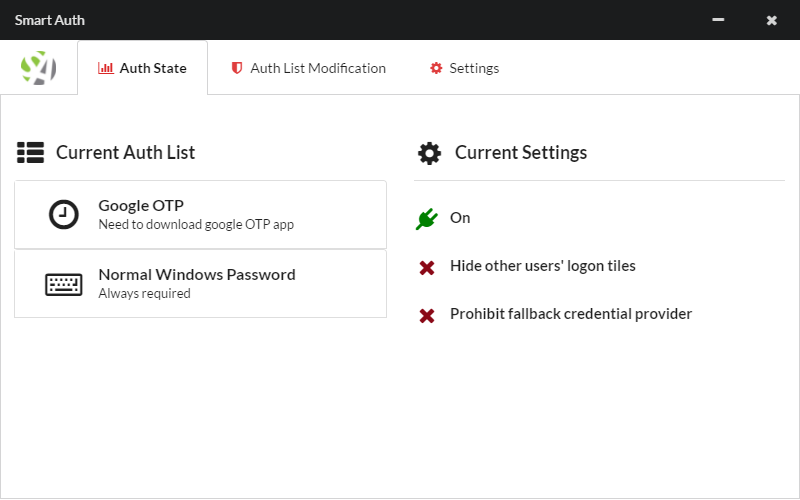 Smart Auth
SA
Auth State
Auth List Modification
Settings
Current Auth List
Current Settings
Google OTP
Need to download google OTP app
Normal Windows Password
Always required
On
Hide other users' logon tiles
Prohibit fallback credential provider